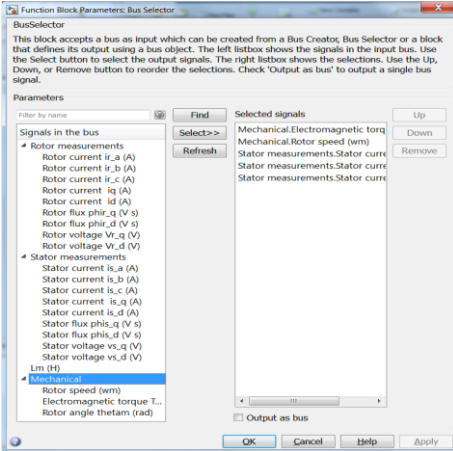 Function Block Parameters: Bus Selector
BusSelector
This block accepts a bus as input which can be created from a Bus Creator, Bus Selector or a block
that defines its output using a bus object. The left listbox shows the signals in the input bus. Use
the Select button to select the output signals. The right listbox shows the selections. Use the Up,
Down, or Remove button to reorder the selections. Check 'Output as bus' to output a single bus
signal.
Parameters
Filter by name
Find
Selected signals
Up
Signals in the bus
Select>>
Mechanical.Electromagnetic torq
Down
Rotor measurements
Refresh
Mechanical.Rotor speed (wm)
Remove
Rotor current ir_a (A)
Stator measurements.Stator curre
Rotor current ir_b (A)
Stator measurements.Stator curre
Rotor current ir_c (A)
Stator measurements.Stator curre
Rotor current iq (A)
Rotor current id (A)
Rotor flux phir_q (V s)
Rotor flux phir_d (V s)
Rotor voltage Vr_q (V)
Rotor voltage Vr_d (V)
Stator measurements
Stator current is_a (A)
Stator current is_b (A)
Stator current is_c (A)
Stator current is_q (A)
Stator current is_d (A)
Stator flux phis_q (V s)
Stator flux phis_d (V s)
Stator voltage vs_q (V)
Stator voltage vs_d (V)
Lm (H)
Mechanical
Rotor speed (wm)
Electromagnetic torque T...
Rotor angle thetam (rad)
Output as bus
OK
Cancel
Help
Apply